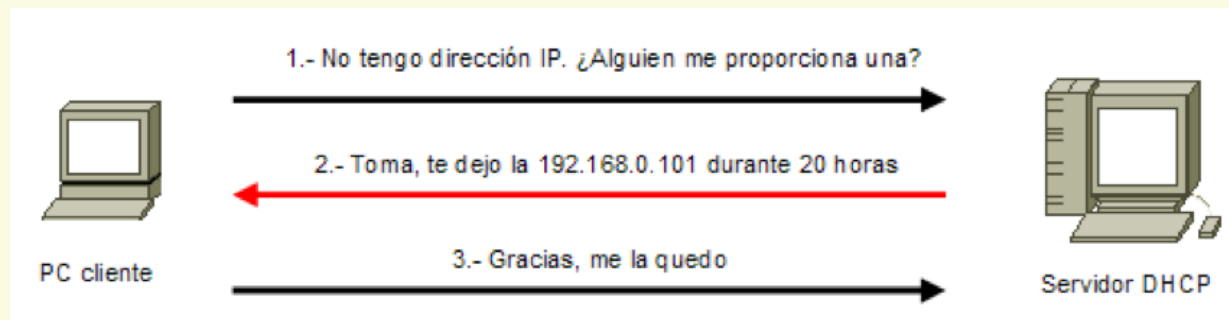 1.- No tengo dirección IP. ¿Alguien me proporciona una?
2.- Toma, te dejo la 192.168.0.101 durante 20 horas
3.- Gracias, me la quedo
PC cliente
Servidor DHCP